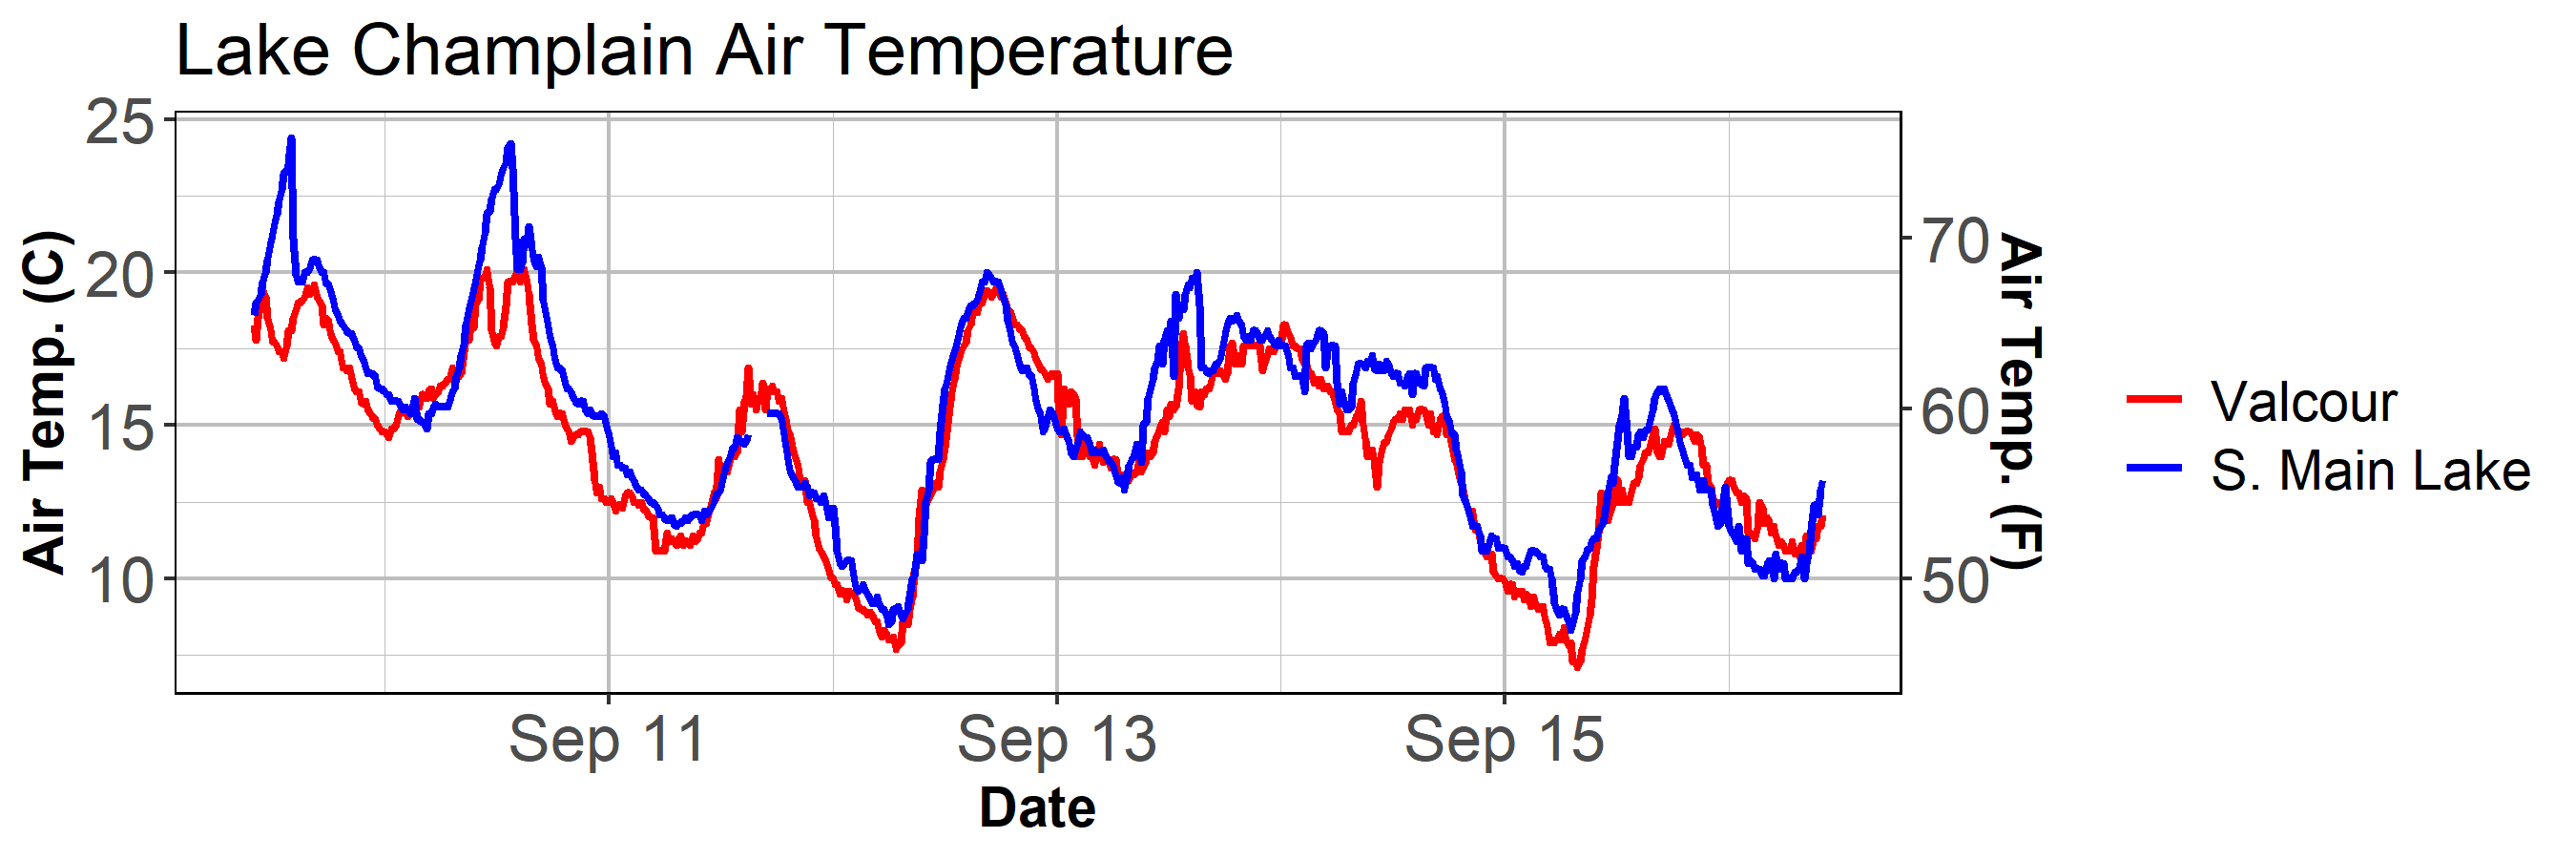 Lake Champlain Air Temperature
Air Temp. (C)
25
20
15
10
Air Temp. (F)
70
60
50
Sep 11
Sep 13
Sep 15
Date
Valcour
S. Main Lake